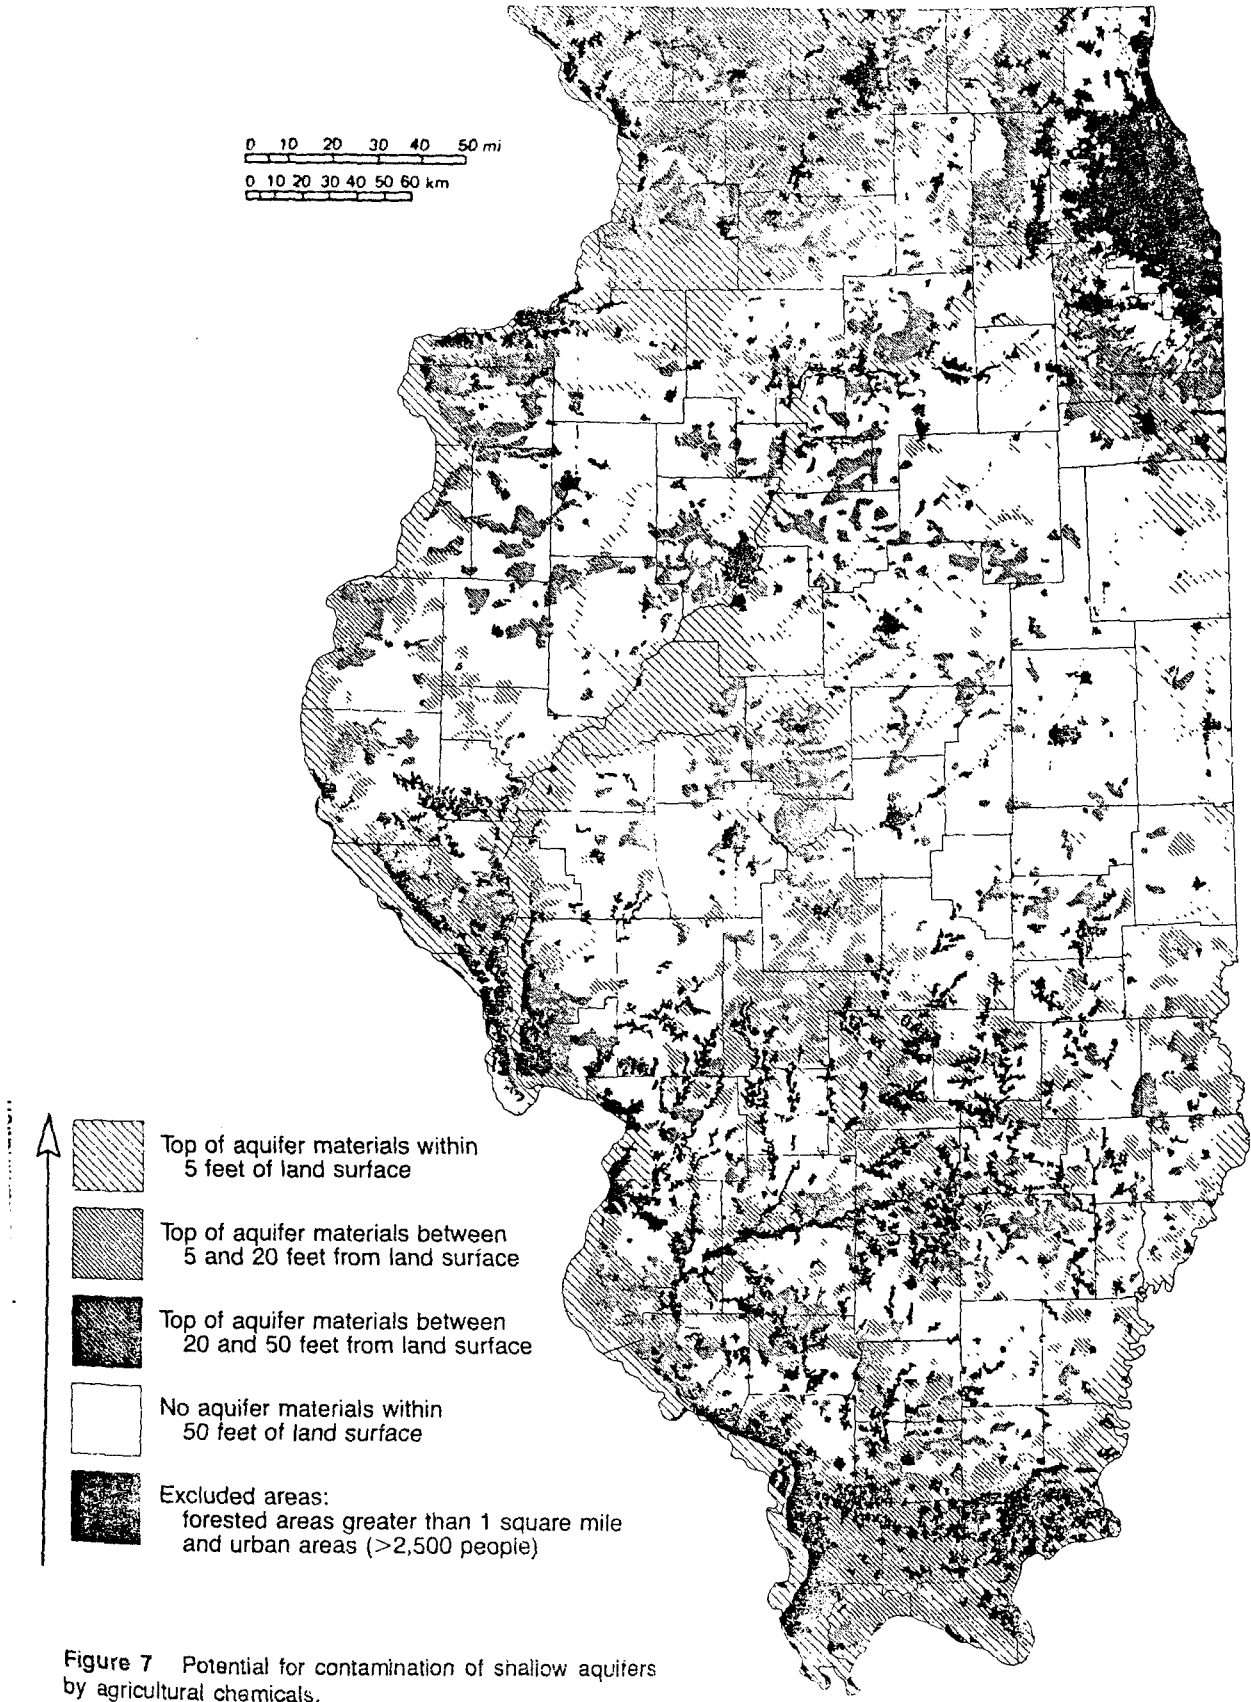 0 10 20 30 40 50 mi
0 10 20 30 40 50 60 km
Top of aquifer materials within
5 feet of land surface
Top of aquifer materials between
5 and 20 feet from land surface
Top of aquifer materials between
20 and 50 feet from land surface
No aquifer materials within
50 feet of land surface
Excluded areas:
forested areas greater than 1 square mile
and urban areas (>2,500 people)
Figure 7 Potential for contamination of shallow aquifers
by agricultural chemicals.